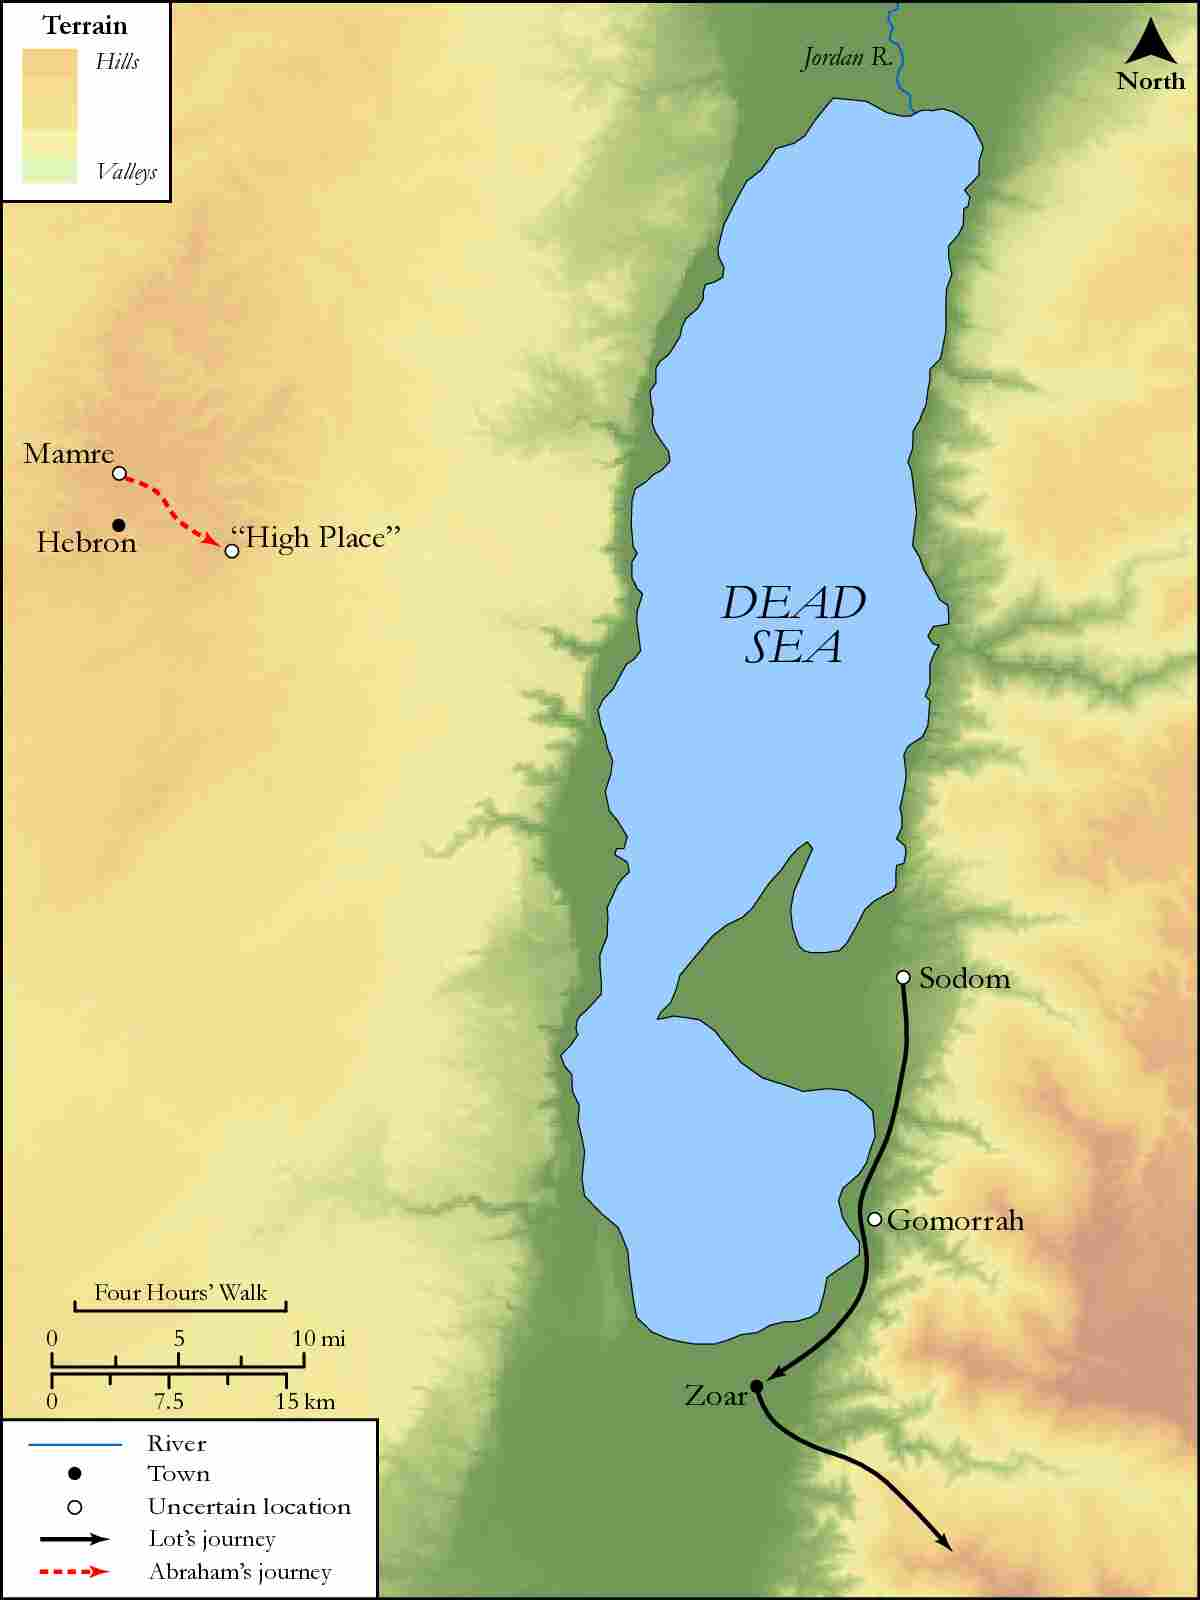 Terrain
Hills
Valleys
Jordan R.
North
Mamre
Hebron
“High Place”
DEAD
SEA
Sodom
Gomorrah
Zoar
Four Hours’ Walk
0 5 10 mi
0 7.5 15 km
River
Town
Uncertain location
Lot’s journey
Abraham’s journey